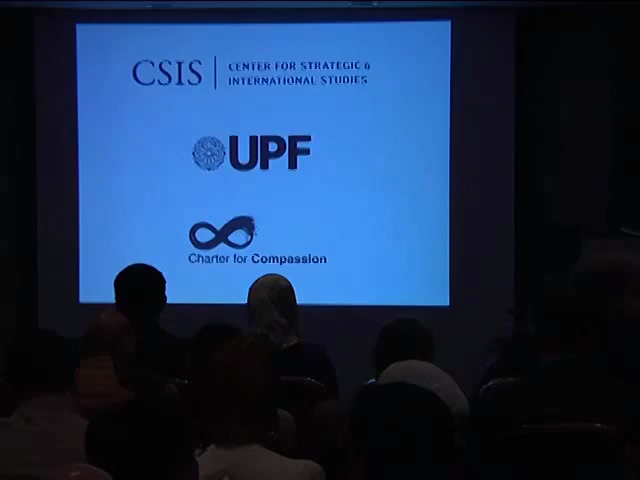 CSIS
CENTER FOR STRATEGIC &
INTERNATIONAL STUDIES
UPF
Charter for Compassion